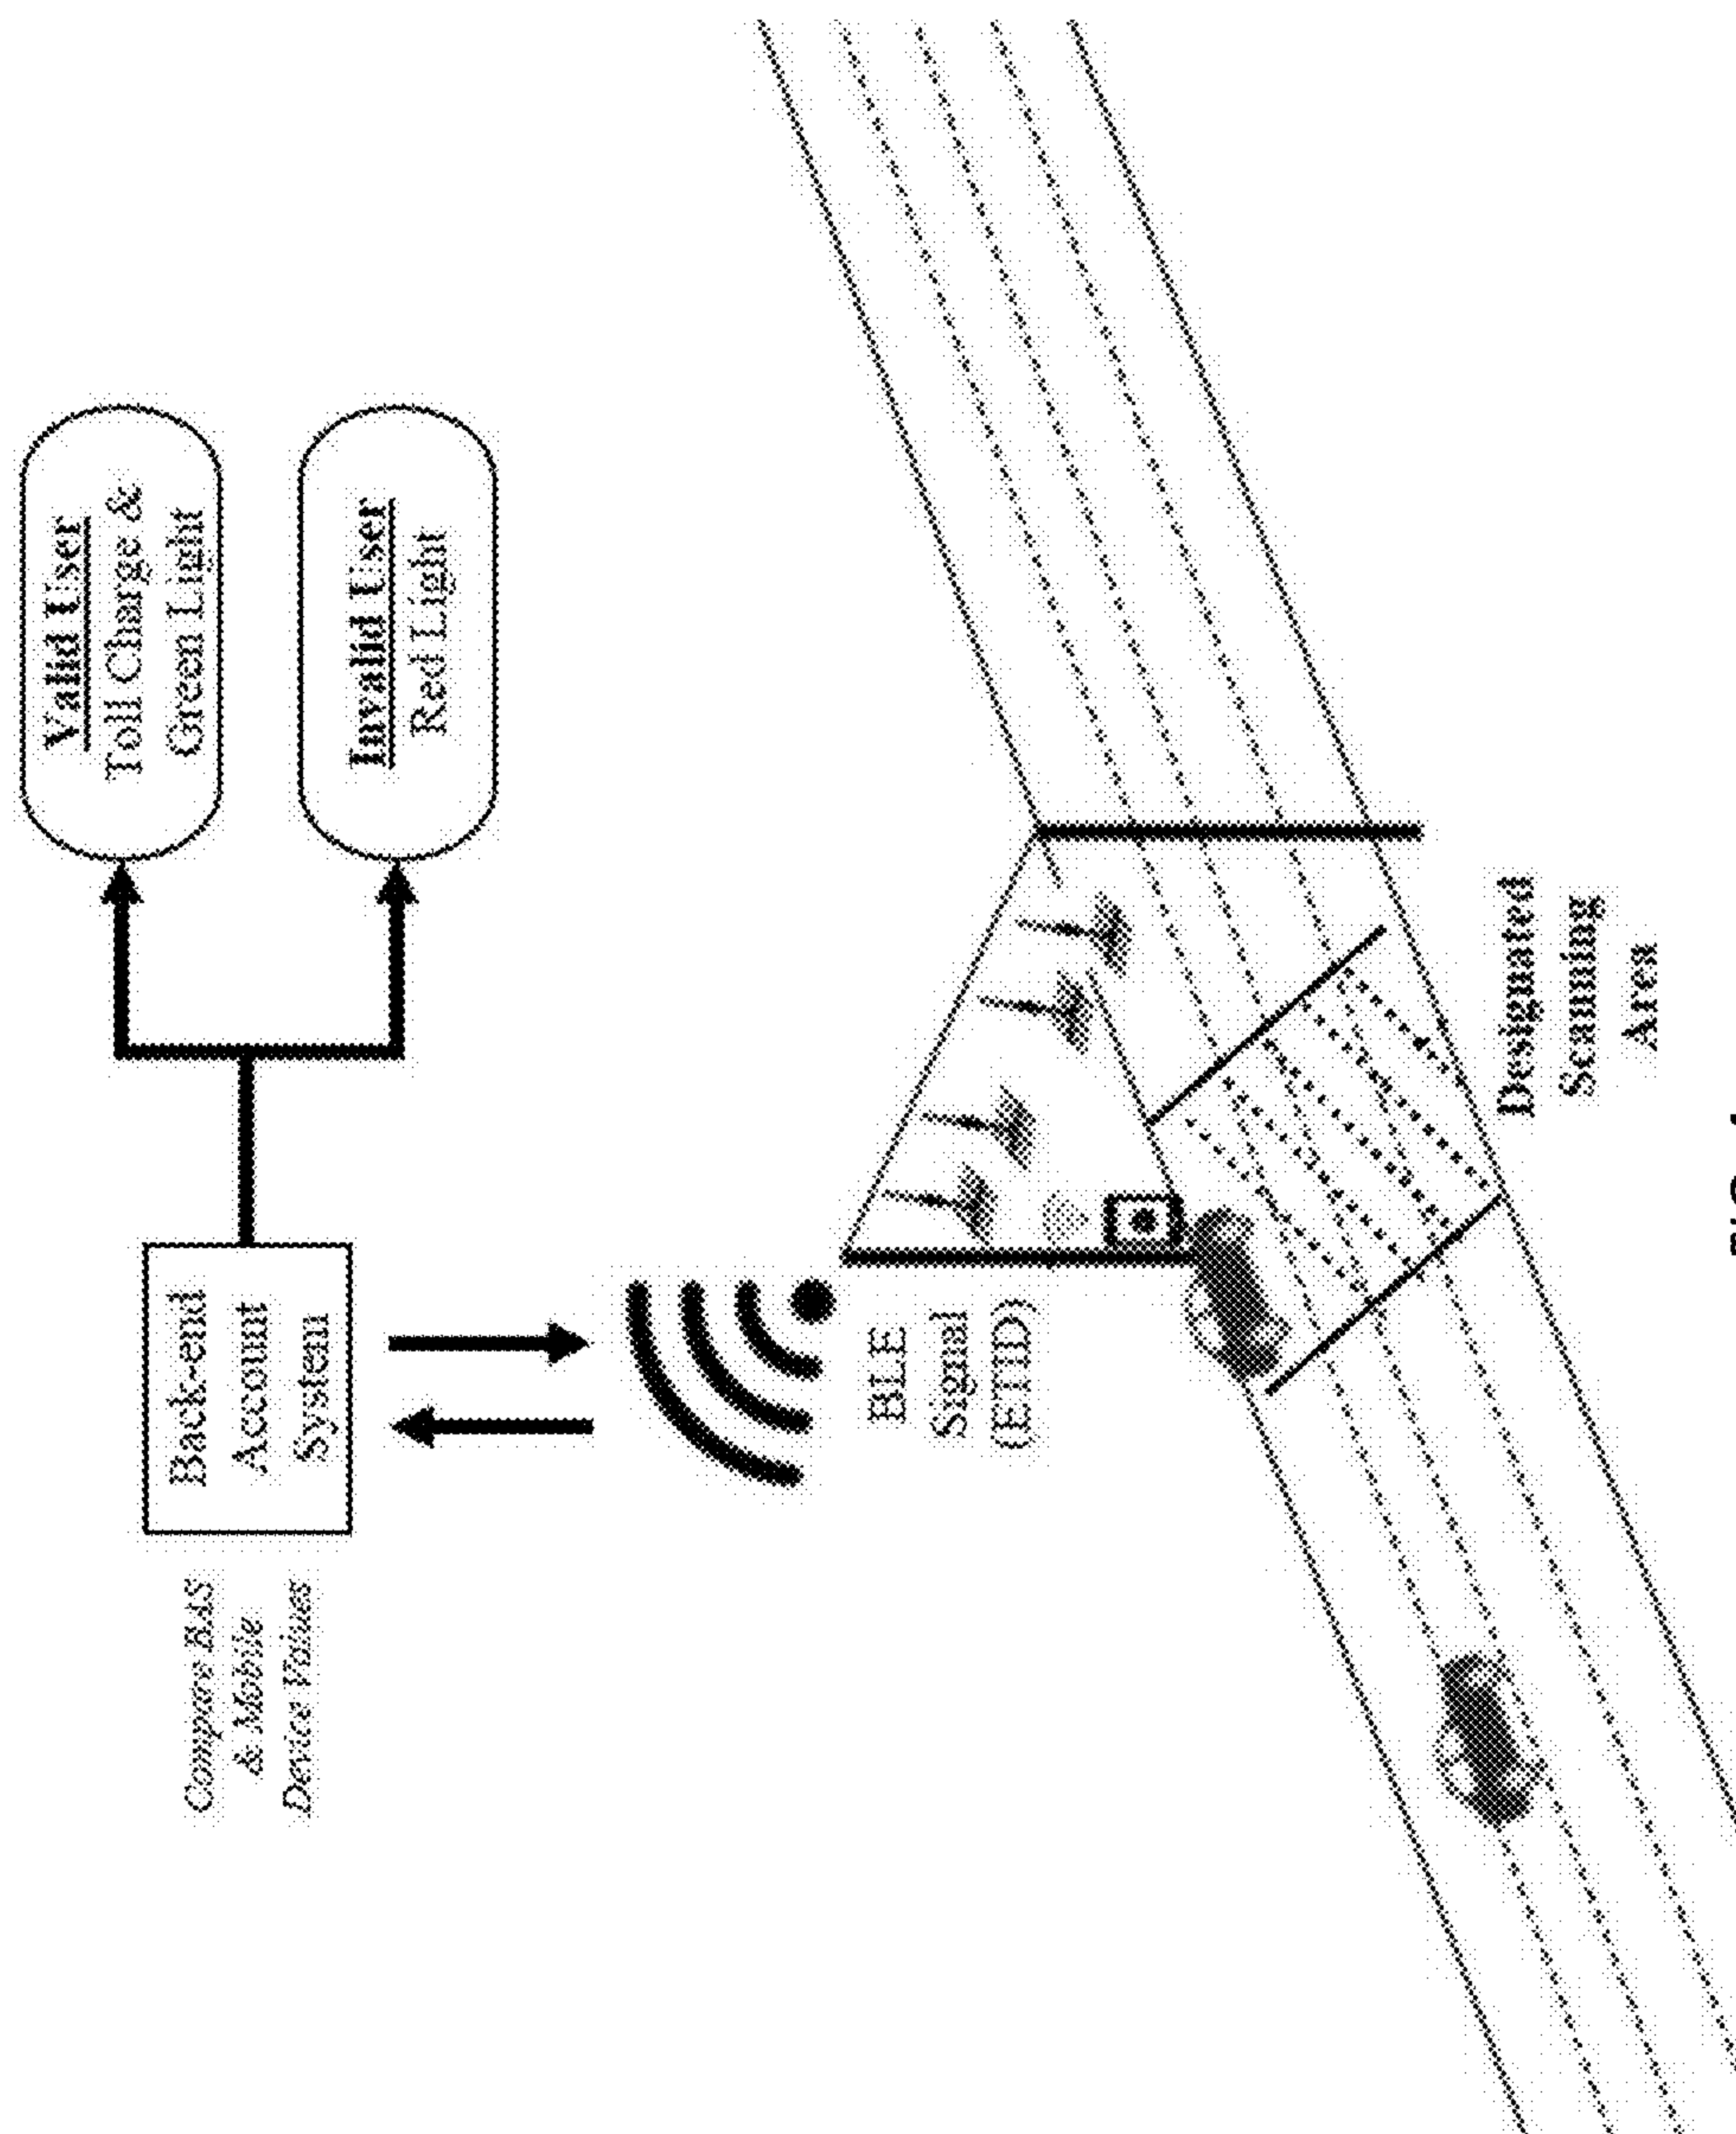 Compare BAS
& Mobile
Device Values
Back-end
Account
System
Valid User
Toll Charge &
Green Light
Invalid User
Red Light
BLE
Signal
(ETID)
Designated
Scanning
Area